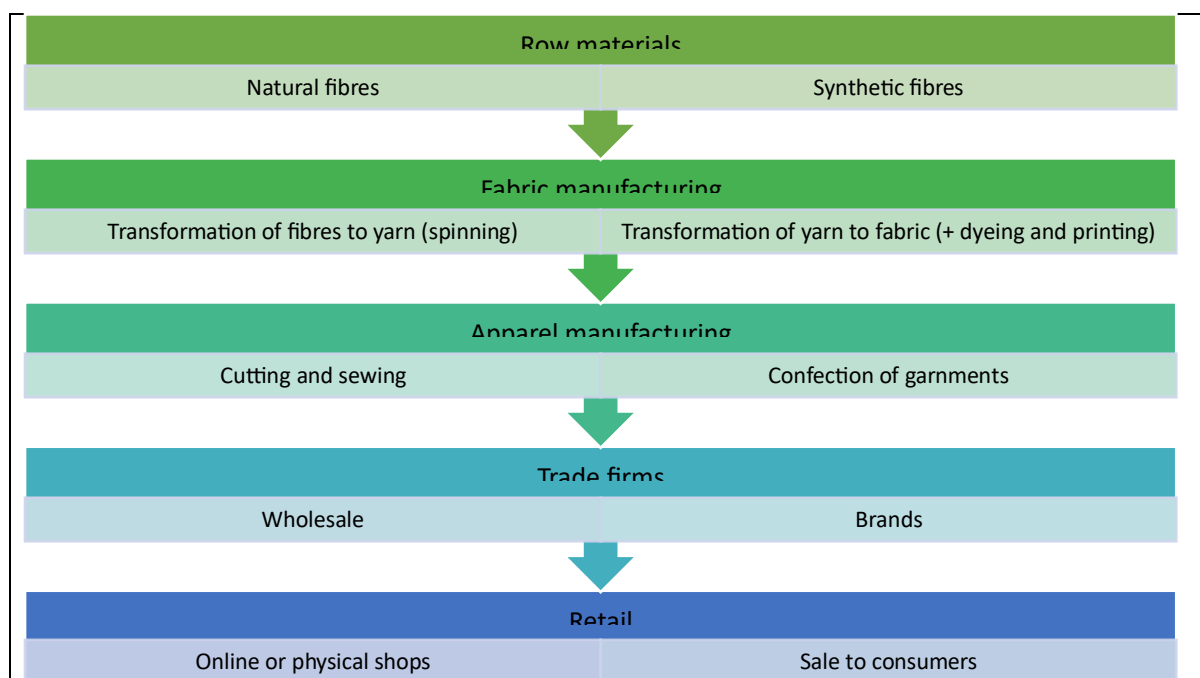 Row materials
Natural fibres Synthetic fibres
Fabric manufacturing
Transformation of fibres to yarn (spinning) Transformation of yarn to fabric (+ dyeing and printing)
Apparel manufacturing
Cutting and sewing Confection of garnments
Trade firms
Wholesale Brands
Retail
Online or physical shops Sale to consumers